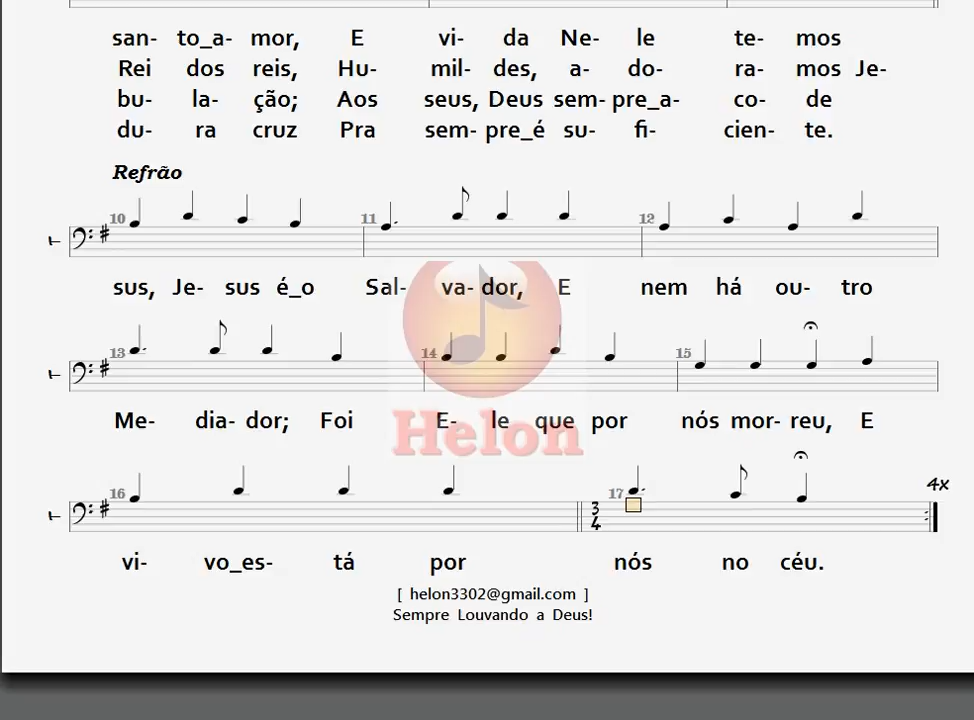 san- to_a- mor, E vi- da Ne- le te- mos
Rei dos reis, Hu- mil- des, a- do- ra- mos Je-
bu- la- ção; Aos seus, Deus sem- pre_a- co- de
du- ra cruz Pra sem- pre_é su- fi- cien- te.
Refrão
10 11 12
T
sus, Je- sus é_o Sal- va- dor, E nem há ou- tro
13 14 15
T
Me- dia- dor; Foi E- le que por nós mor- reu, E
4x
16 17
T 3 4
vi- vo_es- tá por nós no céu.
Helon
[ helon3302@gmail.com ]
Sempre Louvando a Deus!